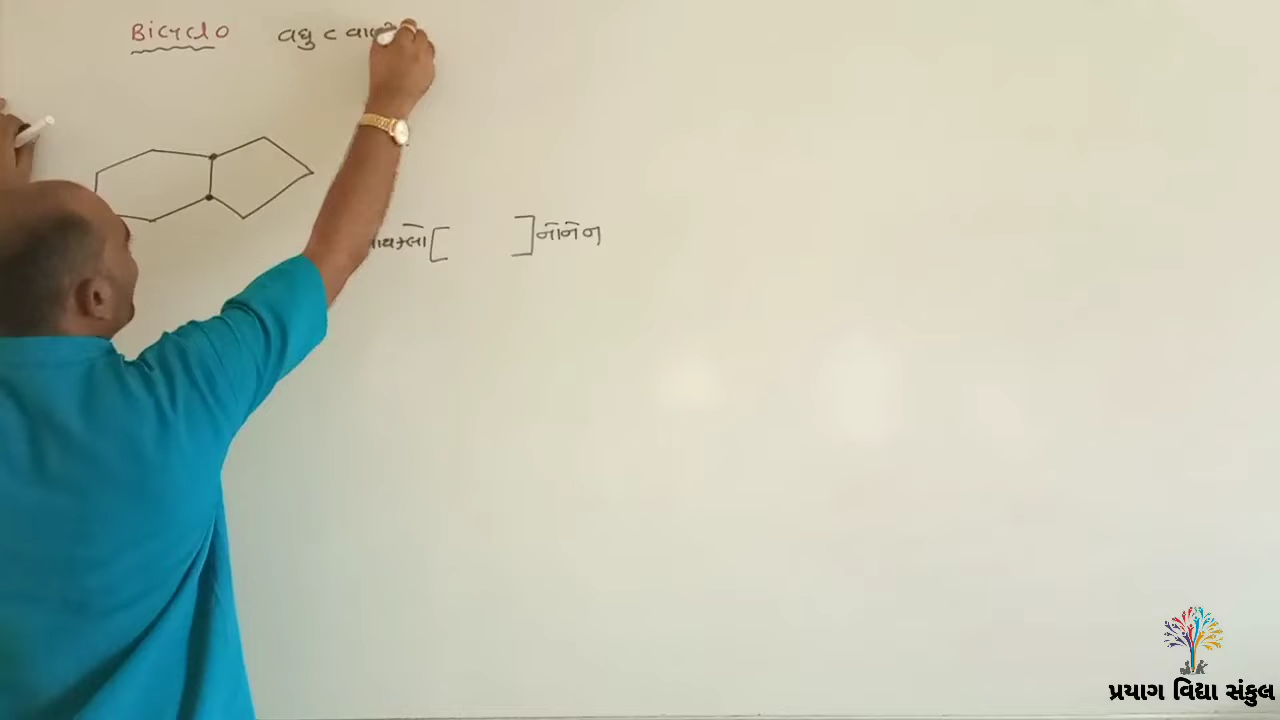 Bicyclo વધુ C
[ ] નોનેન
પ્રયાગ વિદ્યા સંકુલ